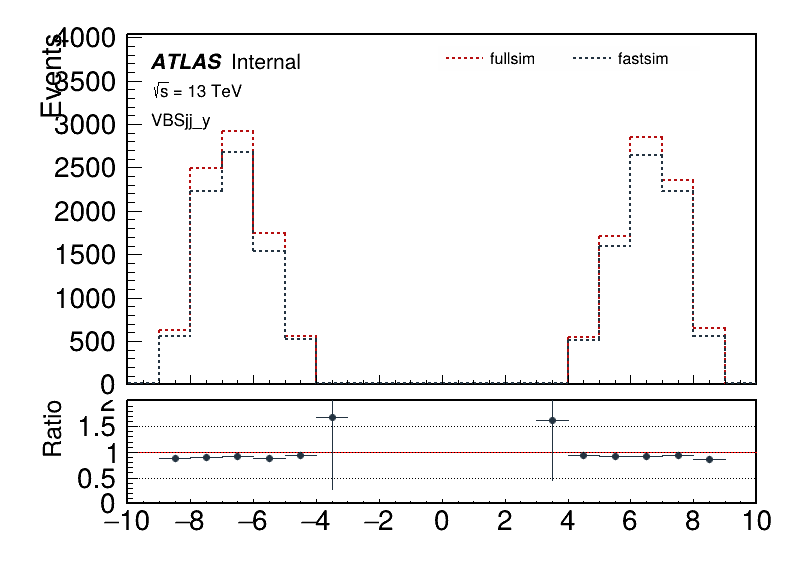 Events
4000
3500
3000
2500
2000
1500
1000
500
0
ATLAS Internal
√s = 13 TeV
VBSjj_y
fullsim
fastsim
Ratio
2
1.5
1
0.5
0
−10 −8 −6 −4 −2 0 2 4 6 8 10